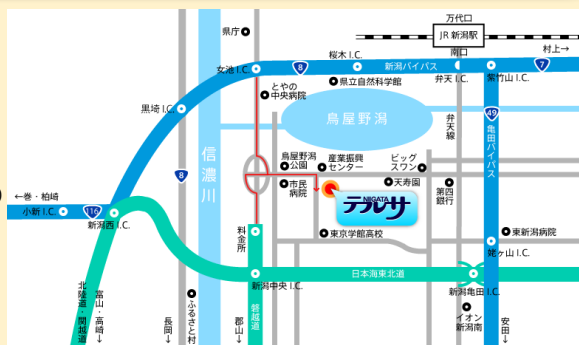 万代口
JR 新潟駅
南口
県庁
桜木 I.C.
村上→
女池 I.C.
8
新潟バイパス
弁天 I.C.
紫竹山 I.C.
7
県立自然科学館
とやの
中央病院
黒埼 I.C.
鳥屋野潟
49
亀田バイパス
弁天線
信濃川
8
鳥屋野潟
公園
産業振興
センター
ビッグ
スワン
市民
病院
天寿園
第四
銀行
NIIGATA
テルサ
←巻・柏崎
小新 I.C.
116
新潟西 I.C.
料金所
東京学館高校
東新潟病院
姥ヶ山 I.C.
日本海東北道
新潟中央 I.C.
新潟亀田 I.C.
北陸道・関越道
富山・高崎↓
長岡↓
ふるさと村
郡山↓
磐越道
イオン
新潟南
安田↓